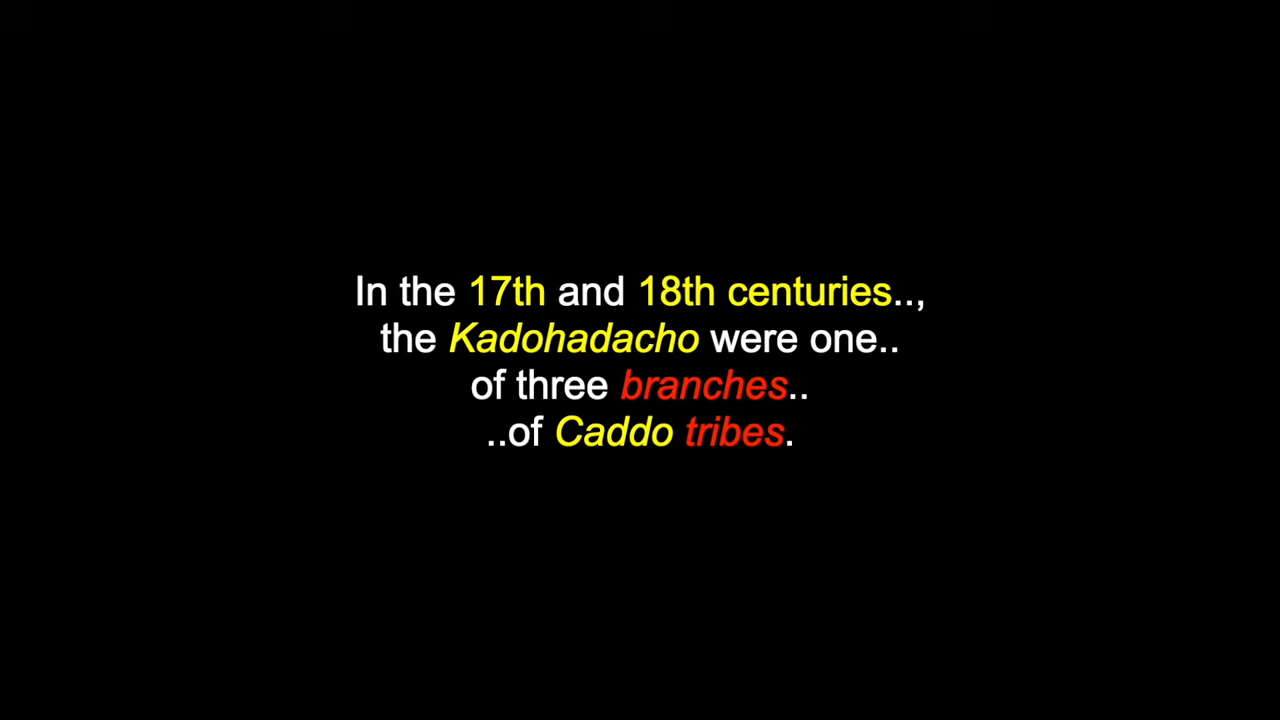 In the 17th and 18th centuries..,
the Kadohadacho were one..
of three branches..
..of Caddo tribes.